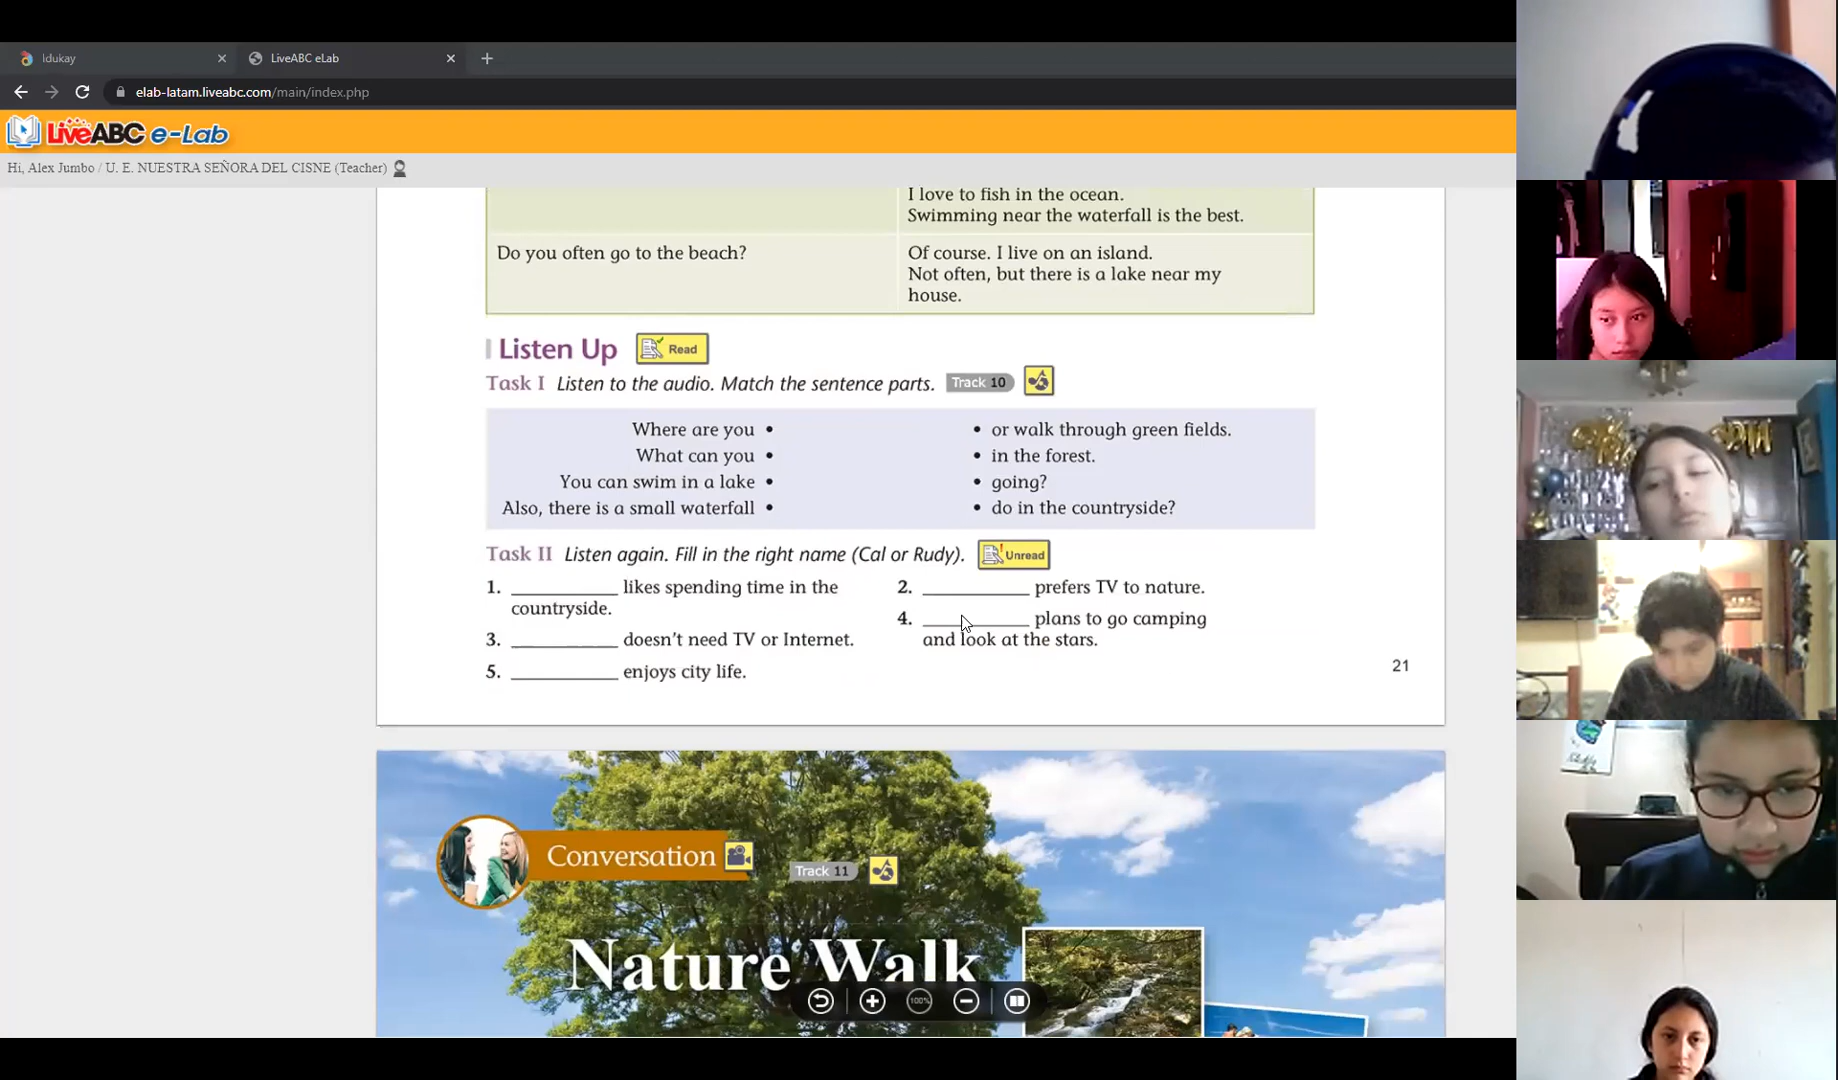 Idukay
LiveABC eLab
elab-latam.liveabc.com/main/index.php
LiveABC e-Lab
Hi, Alex Jumbo / U. E. NUESTRA SEÑORA DEL CISNE (Teacher)
I love to fish in the ocean.
Swimming near the waterfall is the best.
Do you often go to the beach?
Of course. I live on an island.
Not often, but there is a lake near my
house.
Listen Up
Read
Task I Listen to the audio. Match the sentence parts. Track 10
Where are you •
• or walk through green fields.
What can you •
• in the forest.
You can swim in a lake •
• going?
Also, there is a small waterfall •
• do in the countryside?
Task II Listen again. Fill in the right name (Cal or Rudy). Unread
1. __________ likes spending time in the
countryside.
2. __________ prefers TV to nature.
3. __________ doesn't need TV or Internet.
4. __________ plans to go camping
and look at the stars.
5. __________ enjoys city life.
21
Conversation
Track 11
Nature Walk
100%